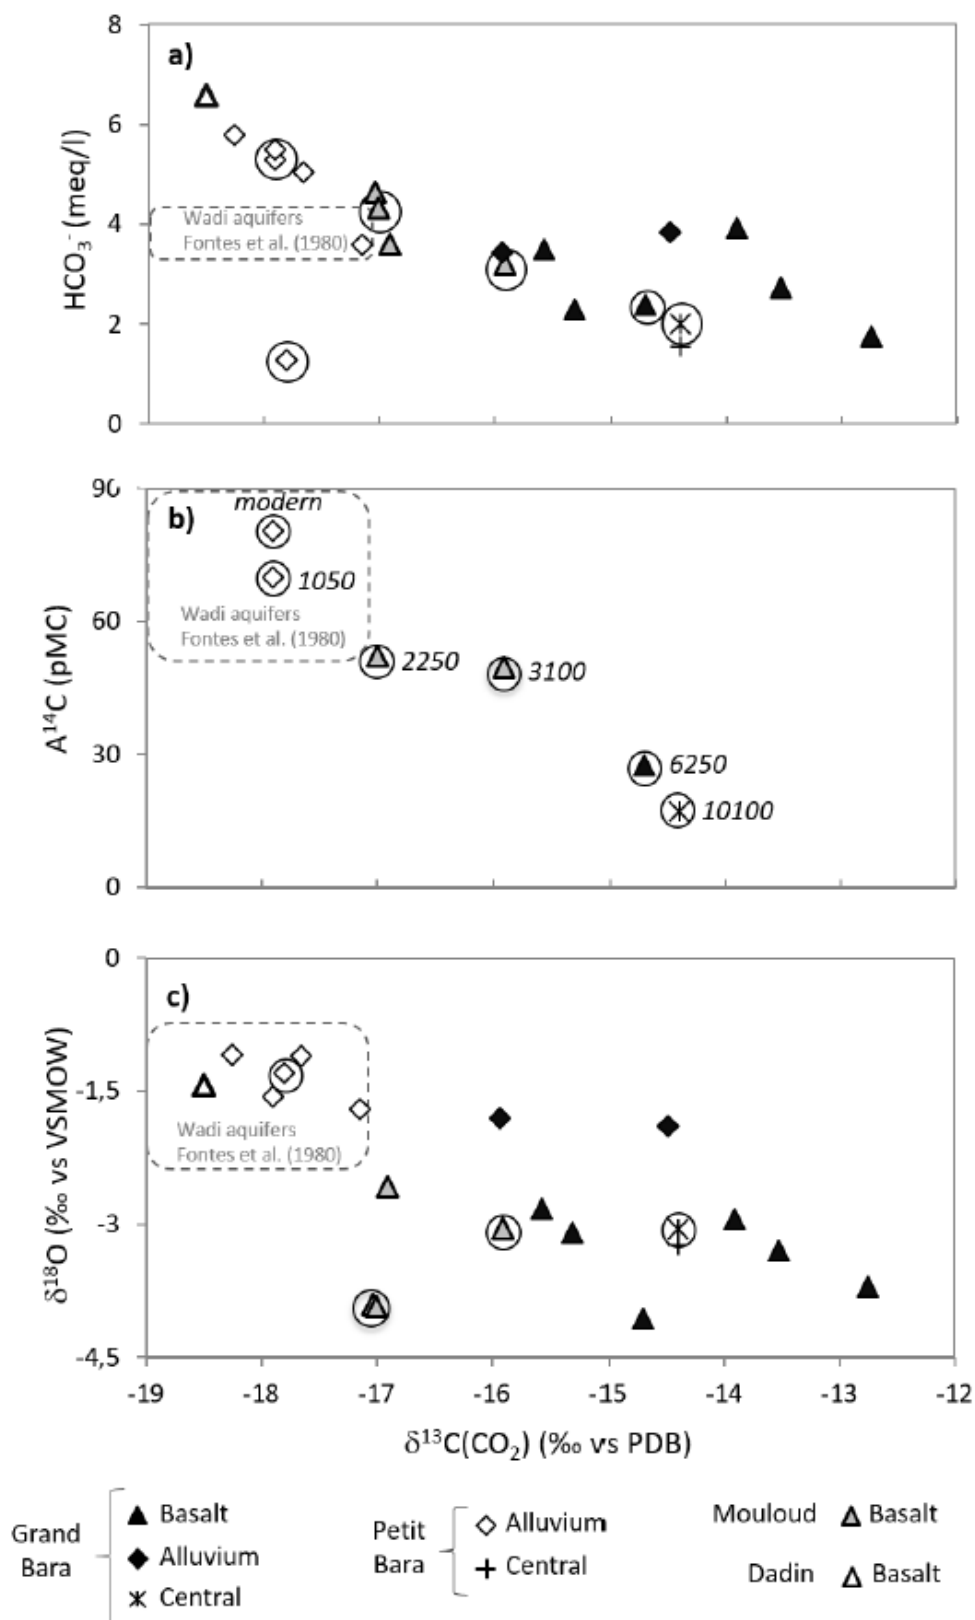 8
a)
6
HCO₃⁻ (meq/l)
4
Wadi aquifers
Fontes et al. (1980)
2
0
90
modern
b)
1050
Wadi aquifers
60
Fontes et al. (1980)
A¹⁴C (pMC)
2250
3100
30
6250
10100
0
0
c)
δ¹⁸O (‰ vs VSMOW)
-1,5
Wadi aquifers
Fontes et al. (1980)
-3
-4,5
-19 -18 -17 -16 -15 -14 -13 -12
δ¹³C(CO₂) (‰ vs PDB)
Grand Bara
Basalt
Alluvium
Central
Petit Bara
Alluvium
Central
Mouloud Basalt
Dadin Basalt